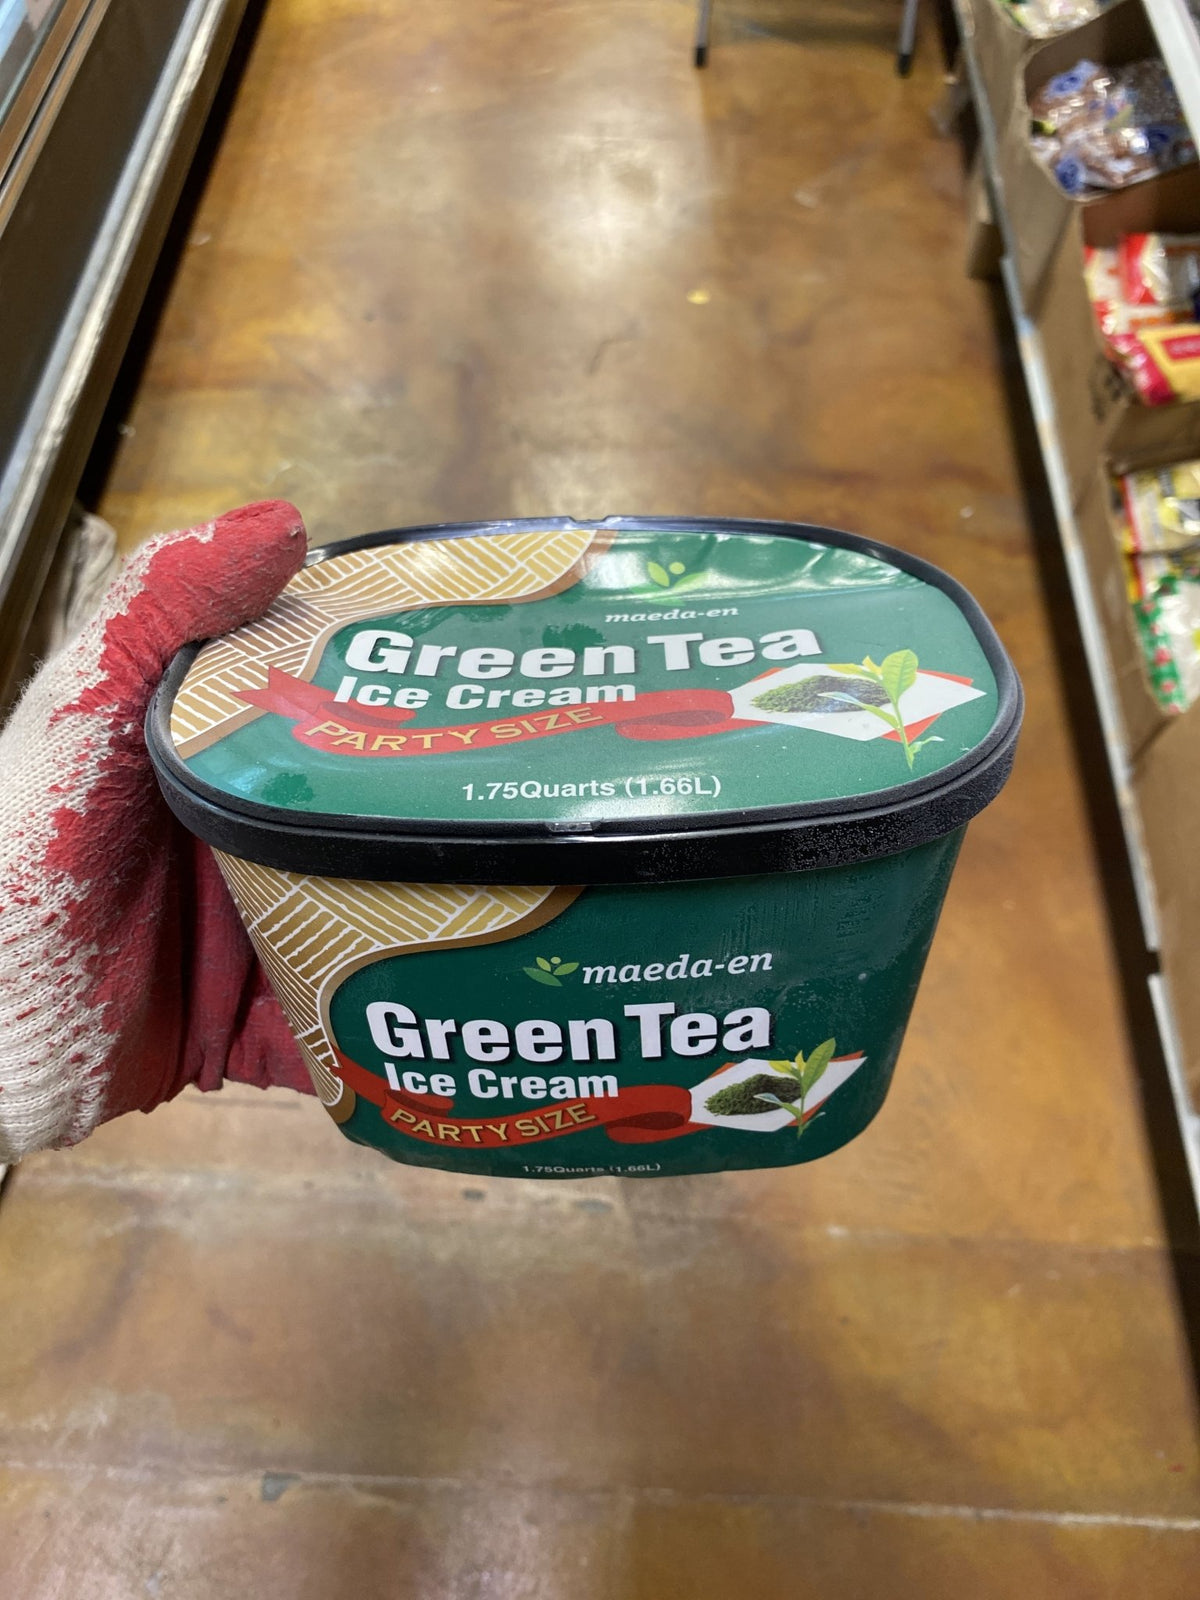 maeda-en
Green Tea
Ice Cream
PARTY SIZE
1.75Quarts (1.66L)
maeda-en
Green Tea
Ice Cream
PARTY SIZE
1.75Quarts (1.66L)